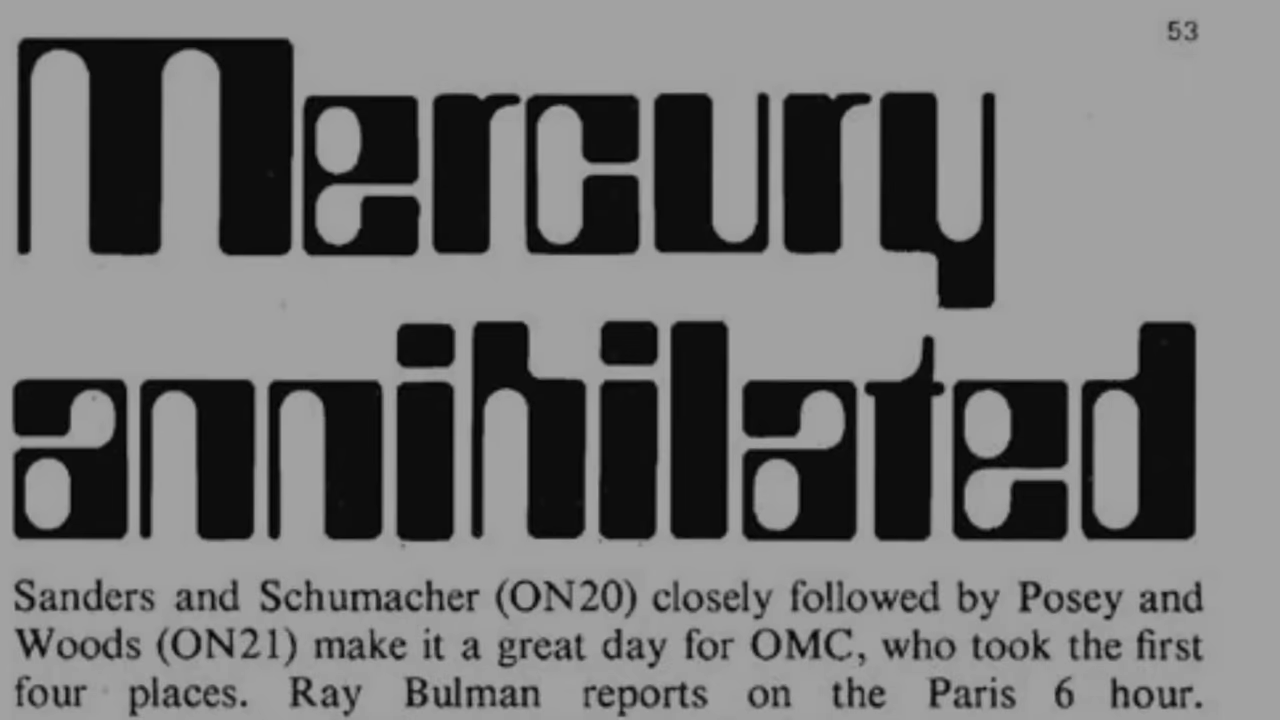 53
Mercury
annihilated
Sanders and Schumacher (ON20) closely followed by Posey and
Woods (ON21) make it a great day for OMC, who took the first
four places. Ray Bulman reports on the Paris 6 hour.